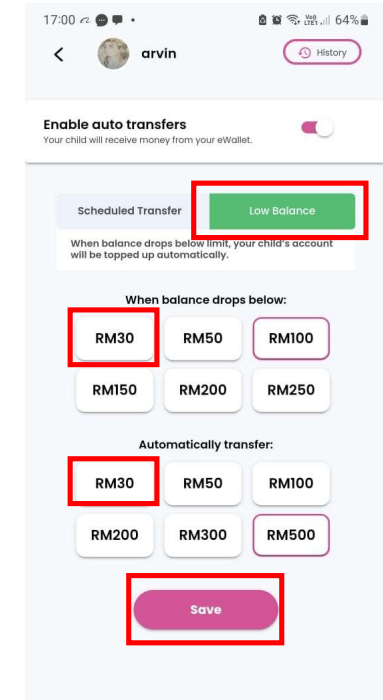 17:00 64%
arvin History
Enable auto transfers
Your child will receive money from your eWallet.
Scheduled Transfer Low Balance
When balance drops below limit, your child's account
will be topped up automatically.
When balance drops below:
RM30 RM50 RM100
RM150 RM200 RM250
Automatically transfer:
RM30 RM50 RM100
RM200 RM300 RM500
Save